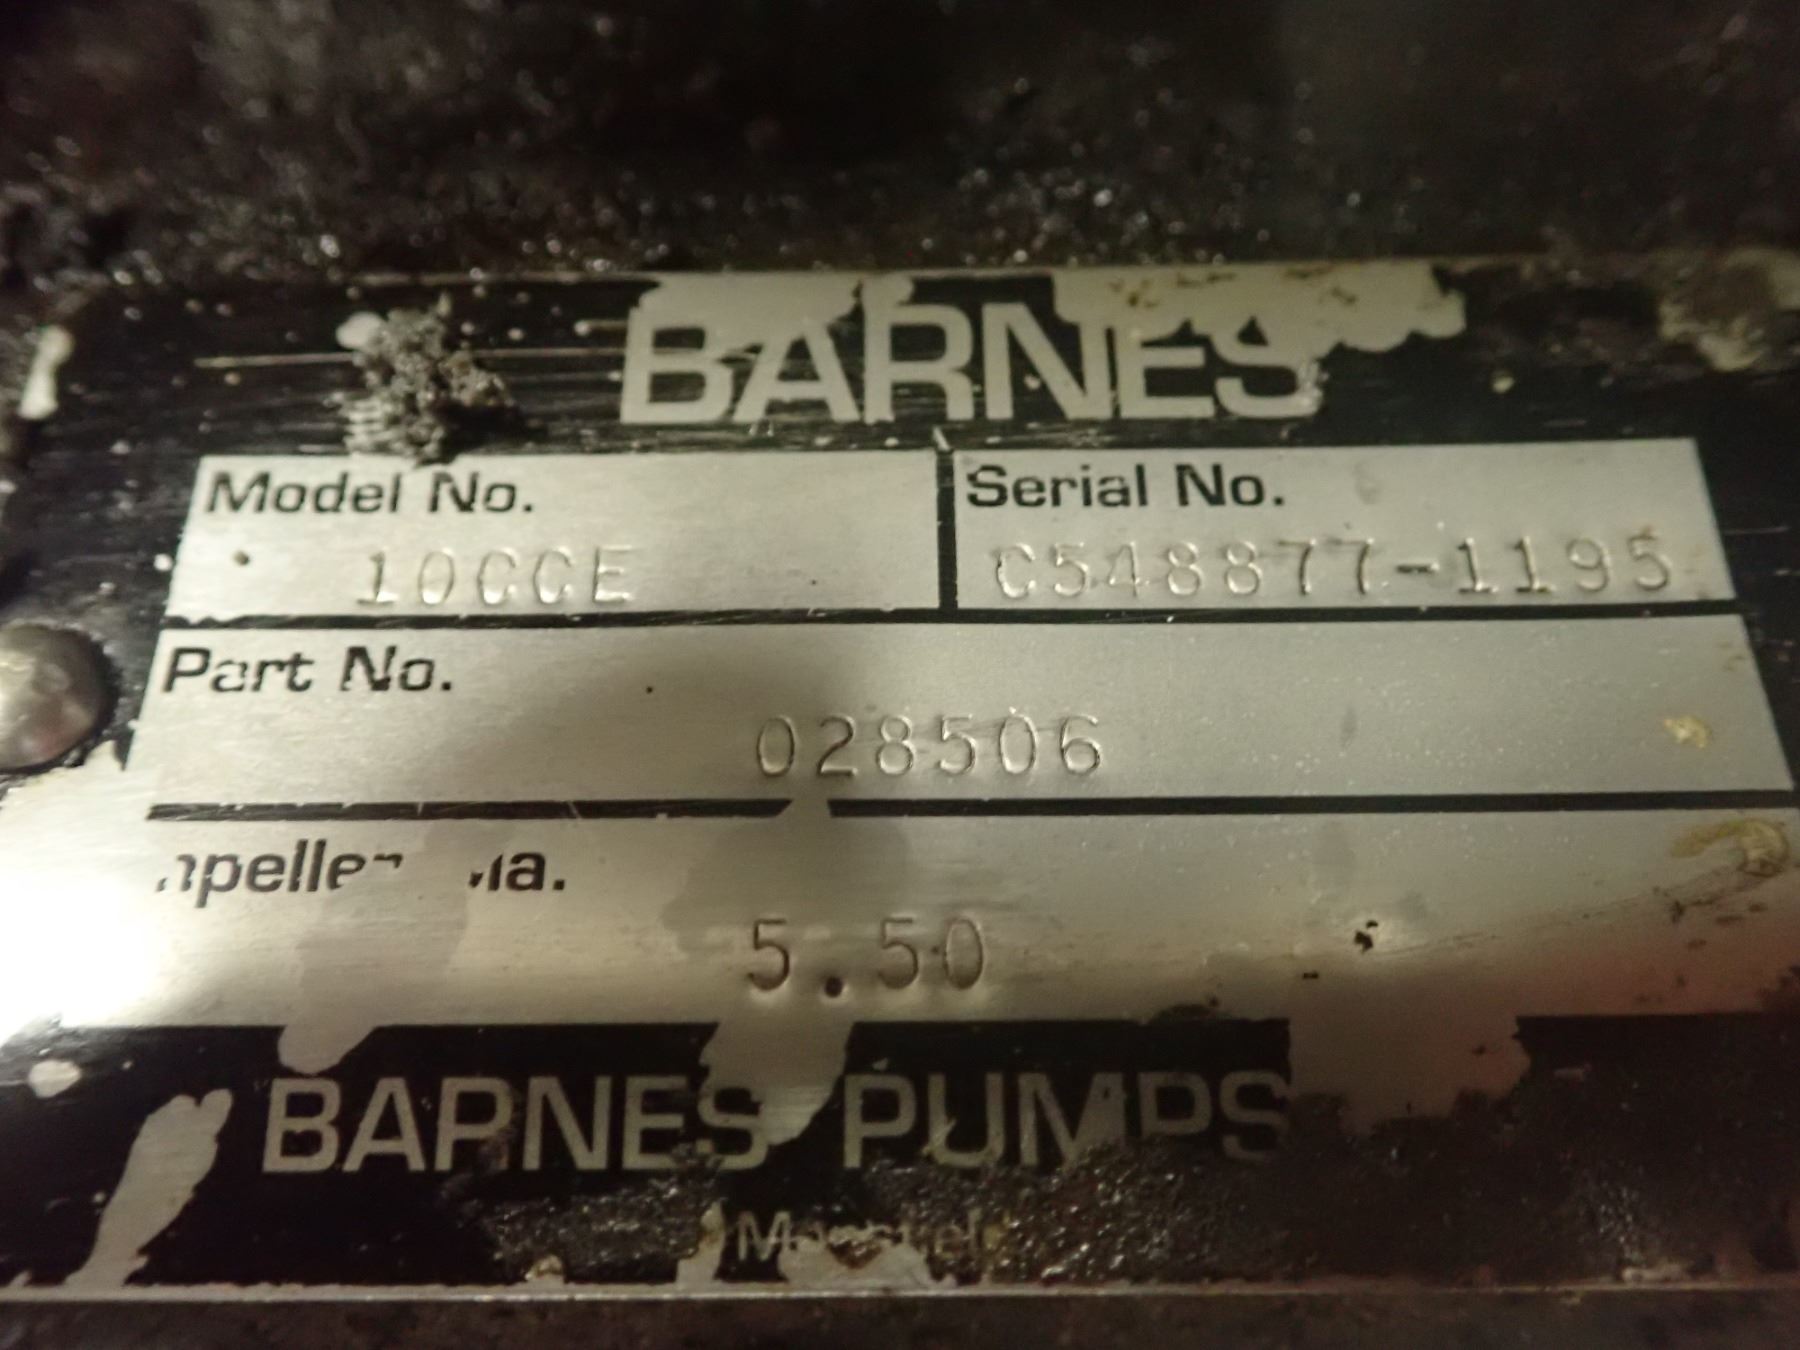 BARNES
Model No. Serial No.
10CCE C548877-1195
Part No.
028506
5.50
BARNES PUMPS